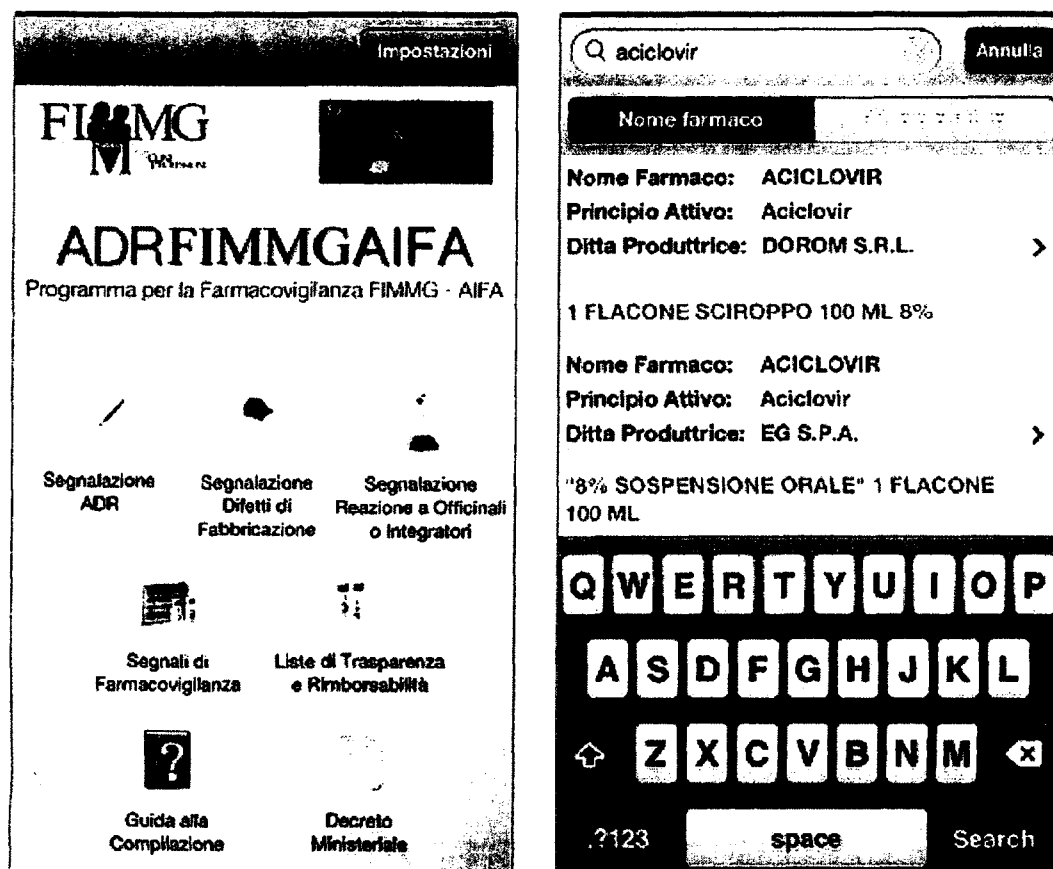 Impostazioni
FIMMG
ADRFIMMGAIFA
Programma per la Farmacovigilanza FIMMG - AIFA
Segnalazione
ADR
Segnalazione
Difetti di
Fabbricazione
Segnalazione
Reazione a Officinali
o Integratori
Segnali di
Farmacovigilanza
Liste di Trasparenza
e Rimborsabilità
?
Guida alla
Compilazione
Decreto
Ministeriale
aciclovir
Annulla
Nome farmaco
Nome Farmaco: ACICLOVIR
Principio Attivo: Aciclovir
Ditta Produttrice: DOROM S.R.L. >
1 FLACONE SCIROPPO 100 ML 8%
Nome Farmaco: ACICLOVIR
Principio Attivo: Aciclovir
Ditta Produttrice: EG S.P.A. >
"8% SOSPENSIONE ORALE" 1 FLACONE
100 ML
Q W E R T Y U I O P
A S D F G H J K L
Z X C V B N M
.?123 space Search